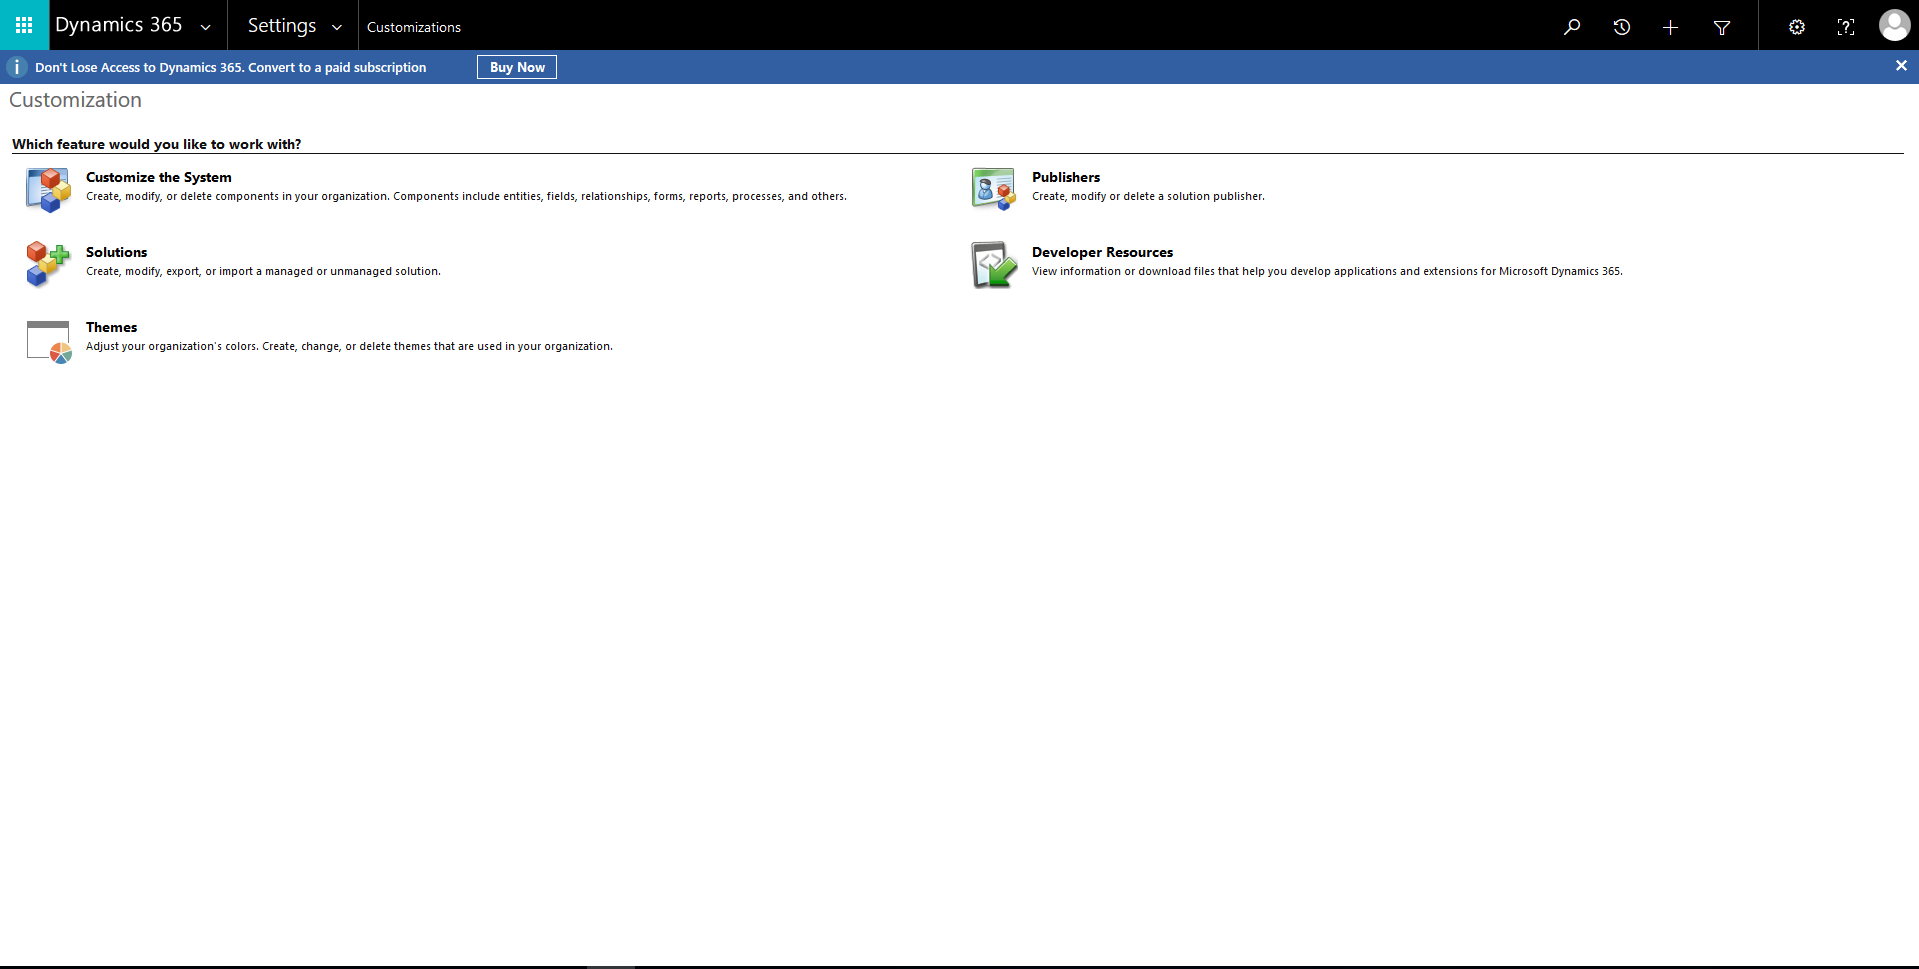 Dynamics 365
Settings
Customizations
Don't Lose Access to Dynamics 365. Convert to a paid subscription
Buy Now
Customization
Which feature would you like to work with?
Customize the System
Create, modify, or delete components in your organization. Components include entities, fields, relationships, forms, reports, processes, and others.
Publishers
Create, modify or delete a solution publisher.
Solutions
Create, modify, export, or import a managed or unmanaged solution.
Developer Resources
View information or download files that help you develop applications and extensions for Microsoft Dynamics 365.
Themes
Adjust your organization's colors. Create, change, or delete themes that are used in your organization.